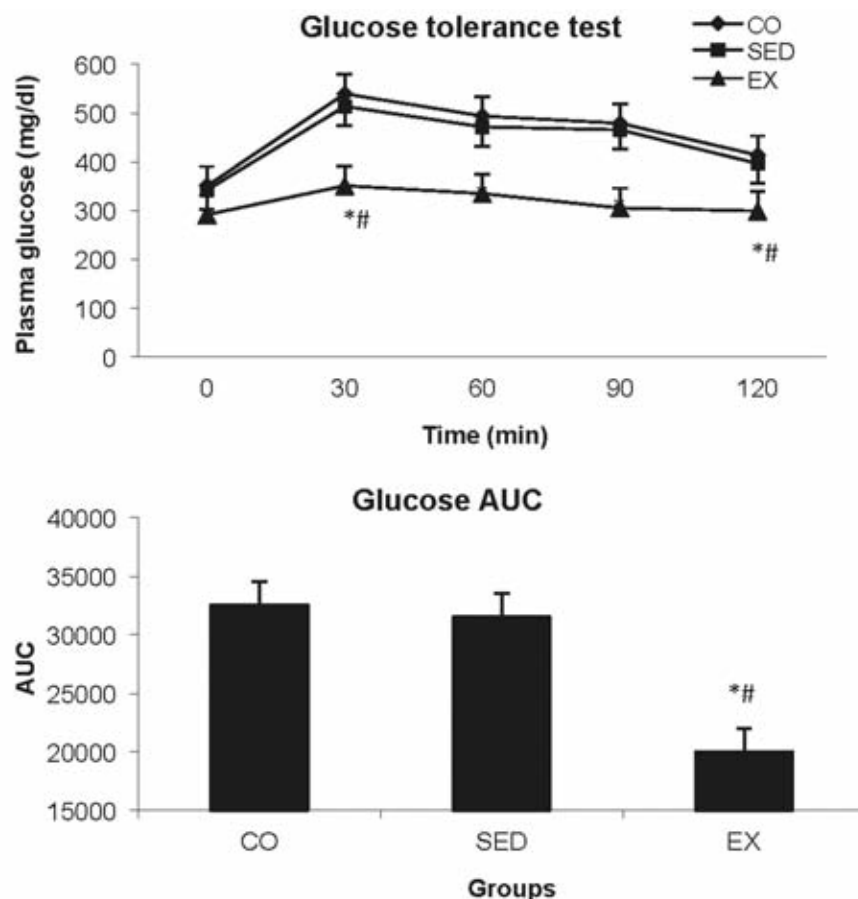 Glucose tolerance test
CO
SED
EX
Plasma glucose (mg/dl)
600
500
400
300
200
100
0
*#
*#
0 30 60 90 120
Time (min)
Glucose AUC
AUC
40000
35000
30000
25000
20000
15000
*#
CO SED EX
Groups